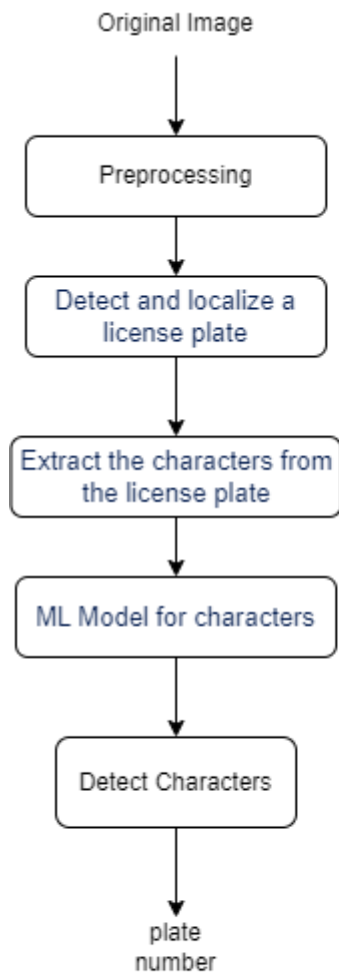 Original Image
Preprocessing
Detect and localize a
license plate
Extract the characters from
the license plate
ML Model for characters
Detect Characters
plate
number